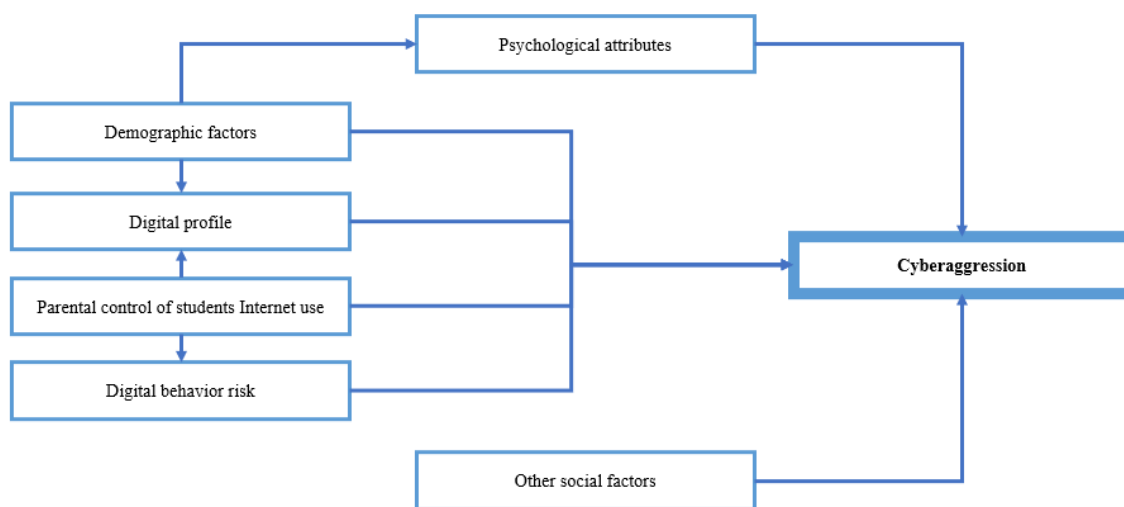 Psychological attributes
Demographic factors
Digital profile
Cyberaggression
Parental control of students Internet use
Digital behavior risk
Other social factors